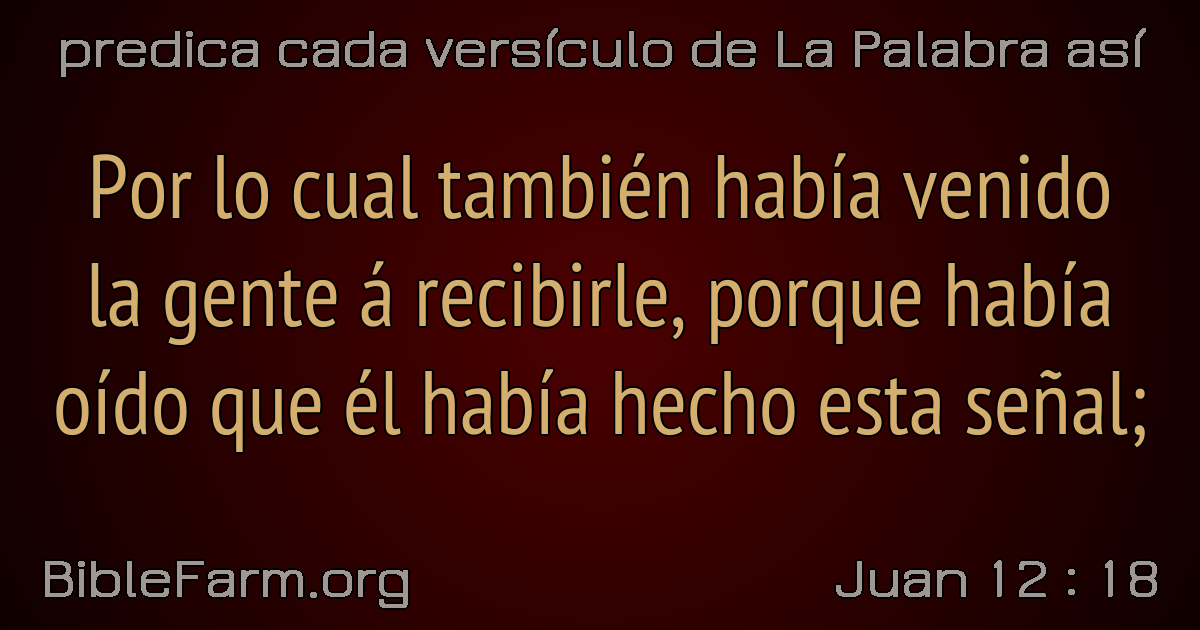 predica cada versículo de La Palabra así
Por lo cual también había venido
la gente á recibirle, porque había
oído que él había hecho esta señal;
BibleFarm.org
Juan 12 : 18